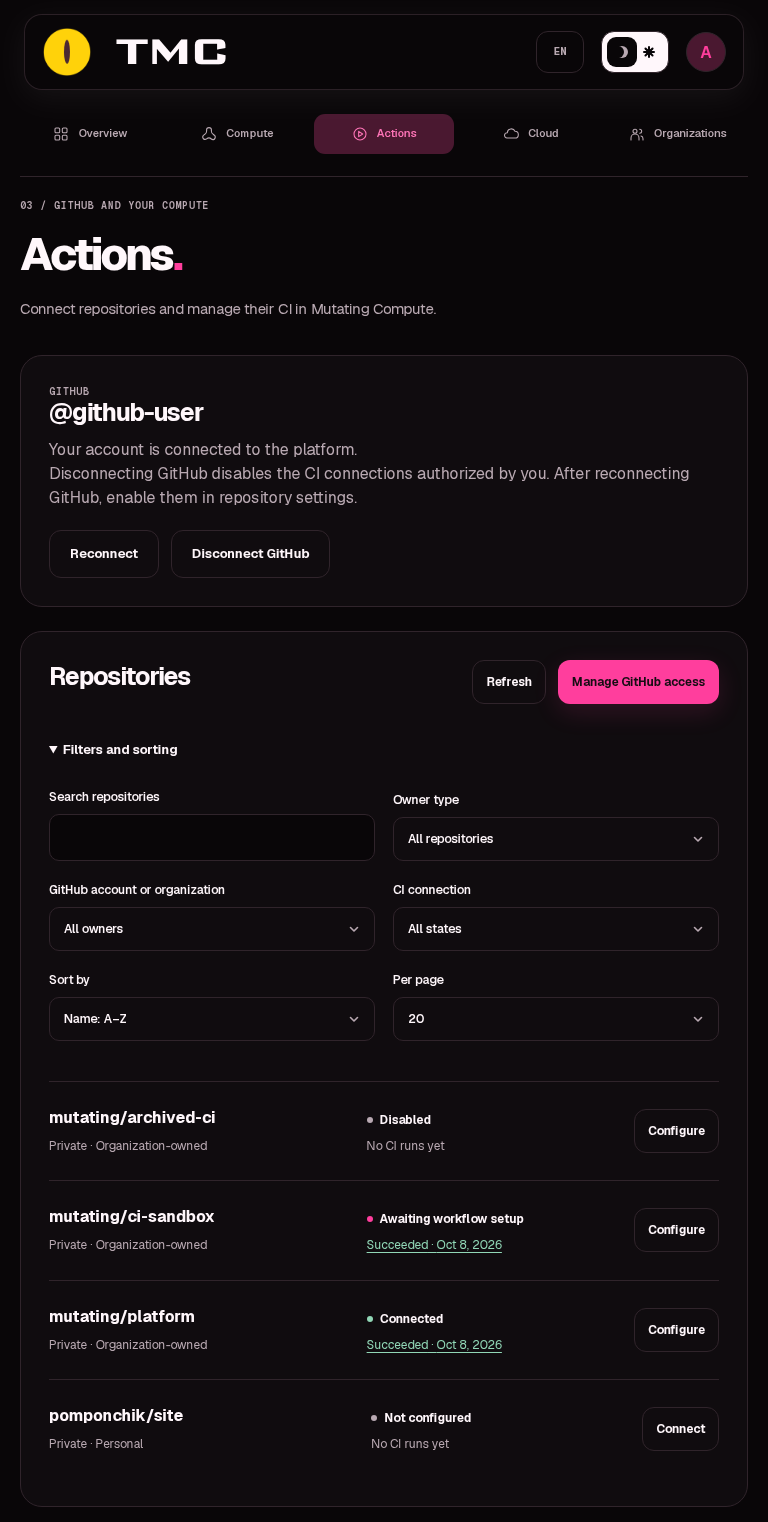 TMC
EN
A
Overview
Compute
Actions
Cloud
Organizations
03 / GITHUB AND YOUR COMPUTE
Actions.
Connect repositories and manage their CI in Mutating Compute.
GITHUB
@github-user
Your account is connected to the platform.
Disconnecting GitHub disables the CI connections authorized by you. After reconnecting
GitHub, enable them in repository settings.
Reconnect
Disconnect GitHub
Repositories
Refresh
Manage GitHub access
Filters and sorting
Search repositories
Owner type
All repositories
GitHub account or organization
CI connection
All owners
All states
Sort by
Per page
Name: A–Z
20
mutating/archived-ci
Private · Organization-owned
Disabled
No CI runs yet
Configure
mutating/ci-sandbox
Private · Organization-owned
Awaiting workflow setup
Succeeded · Oct 8, 2026
Configure
mutating/platform
Private · Organization-owned
Connected
Succeeded · Oct 8, 2026
Configure
pomponchik/site
Private · Personal
Not configured
No CI runs yet
Connect